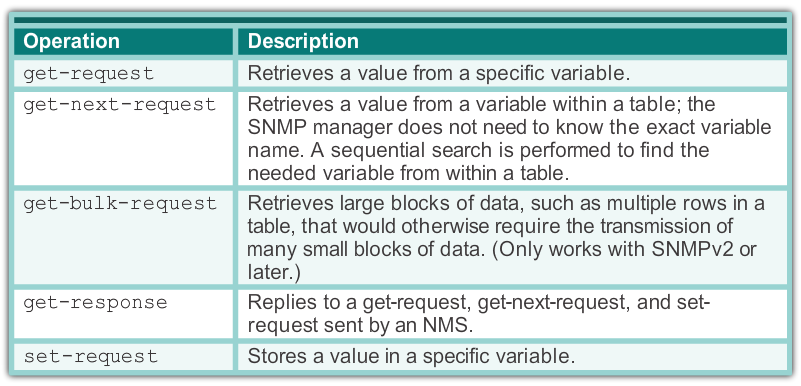 Operation Description
get-request Retrieves a value from a specific variable.
get-next-request Retrieves a value from a variable within a table; the
SNMP manager does not need to know the exact variable
name. A sequential search is performed to find the
needed variable from within a table.
get-bulk-request Retrieves large blocks of data, such as multiple rows in a
table, that would otherwise require the transmission of
many small blocks of data. (Only works with SNMPv2 or
later.)
get-response Replies to a get-request, get-next-request, and set-
request sent by an NMS.
set-request Stores a value in a specific variable.